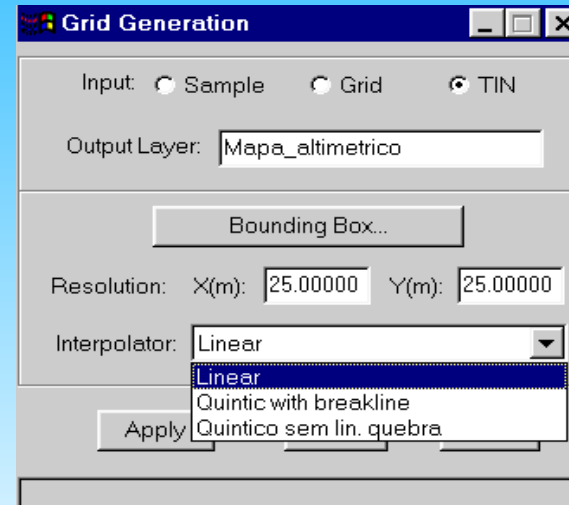 Grid Generation
Input: Sample Grid TIN
Output Layer: Mapa_altimetrico
Bounding Box...
Resolution: X(m): 25.00000 Y(m): 25.00000
Interpolator: Linear
Linear
Quintic with breakline
Apply Quintico sem lin. quebra